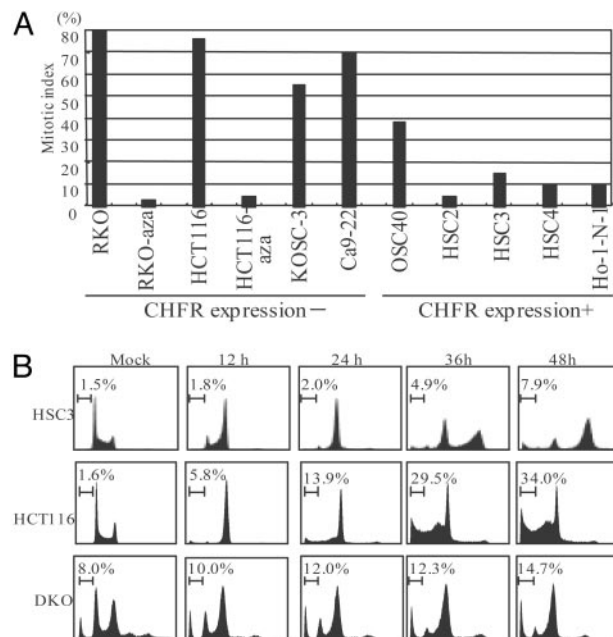 A
(%)
Mitotic index
80
70
60
50
40
30
20
10
0
RKO
RKO-aza
HCT116
HCT116-
aza
KOSC-3
Ca9-22
OSC40
HSC2
HSC3
HSC4
Ho-1-N-1
CHFR expression−
CHFR expression+
B
Mock 12 h 24 h 36h 48h
HSC3 1.5% 1.8% 2.0% 4.9% 7.9%
HCT116 1.6% 5.8% 13.9% 29.5% 34.0%
DKO 8.0% 10.0% 12.0% 12.3% 14.7%